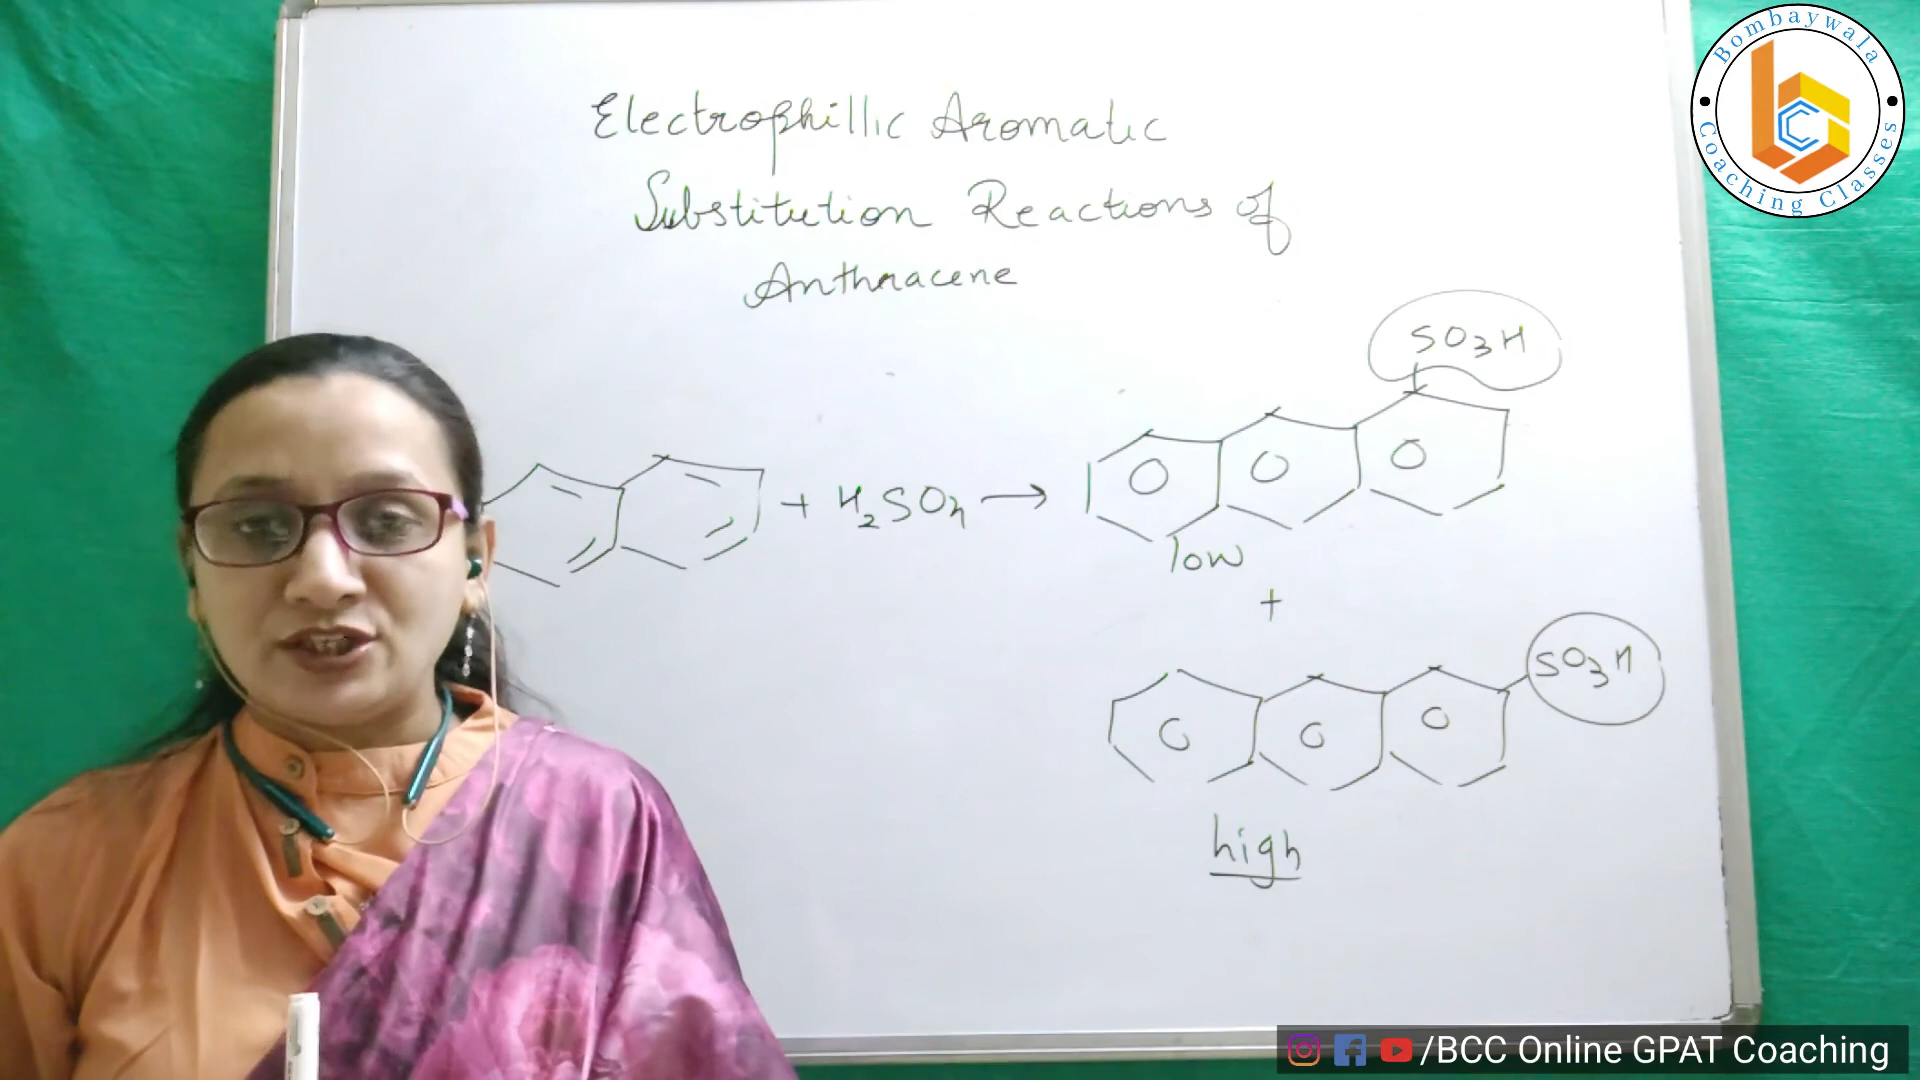 Bombaywala
Coaching Classes
Electrophillic Aromatic
Substitution Reactions of
Anthracene
SO3H
+ H2SO4 →
low
+
SO3H
high
/BCC Online GPAT Coaching